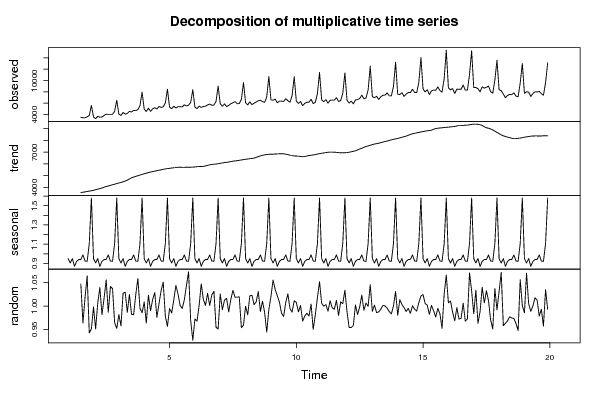 Decomposition of multiplicative time series
observed
4000 10000
trend
4000 7000
seasonal
0.9 1.1 1.3 1.5
random
0.95 1.00 1.05
5 10 15 20
Time